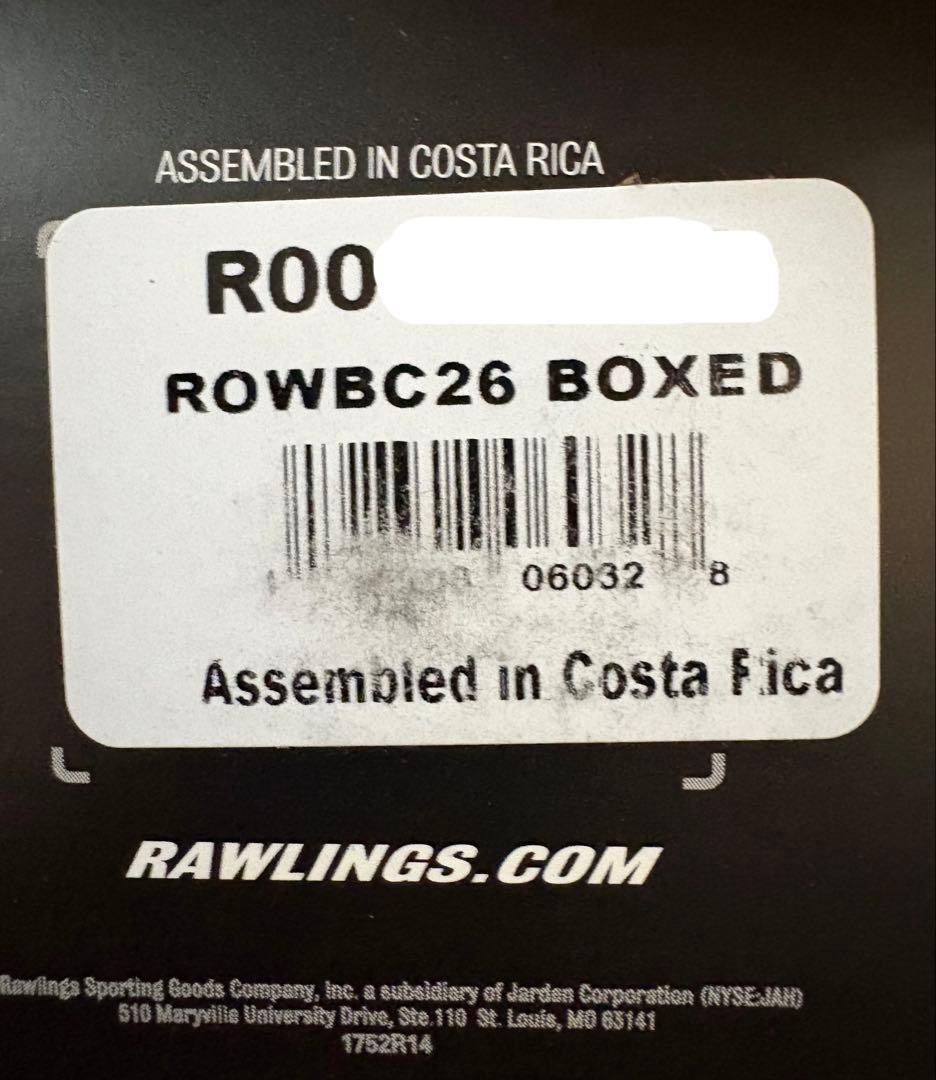 ASSEMBLED IN COSTA RICA
R00
ROWBC26 BOXED
06032 8
Assembled in Costa Rica
RAWLINGS.COM
Rawlings Sporting Goods Company, Inc. a subsidiary of Jarden Corporation (NYSE:JAH)
510 Maryville University Drive, Ste.110 St. Louis, MO 63141
1752R14